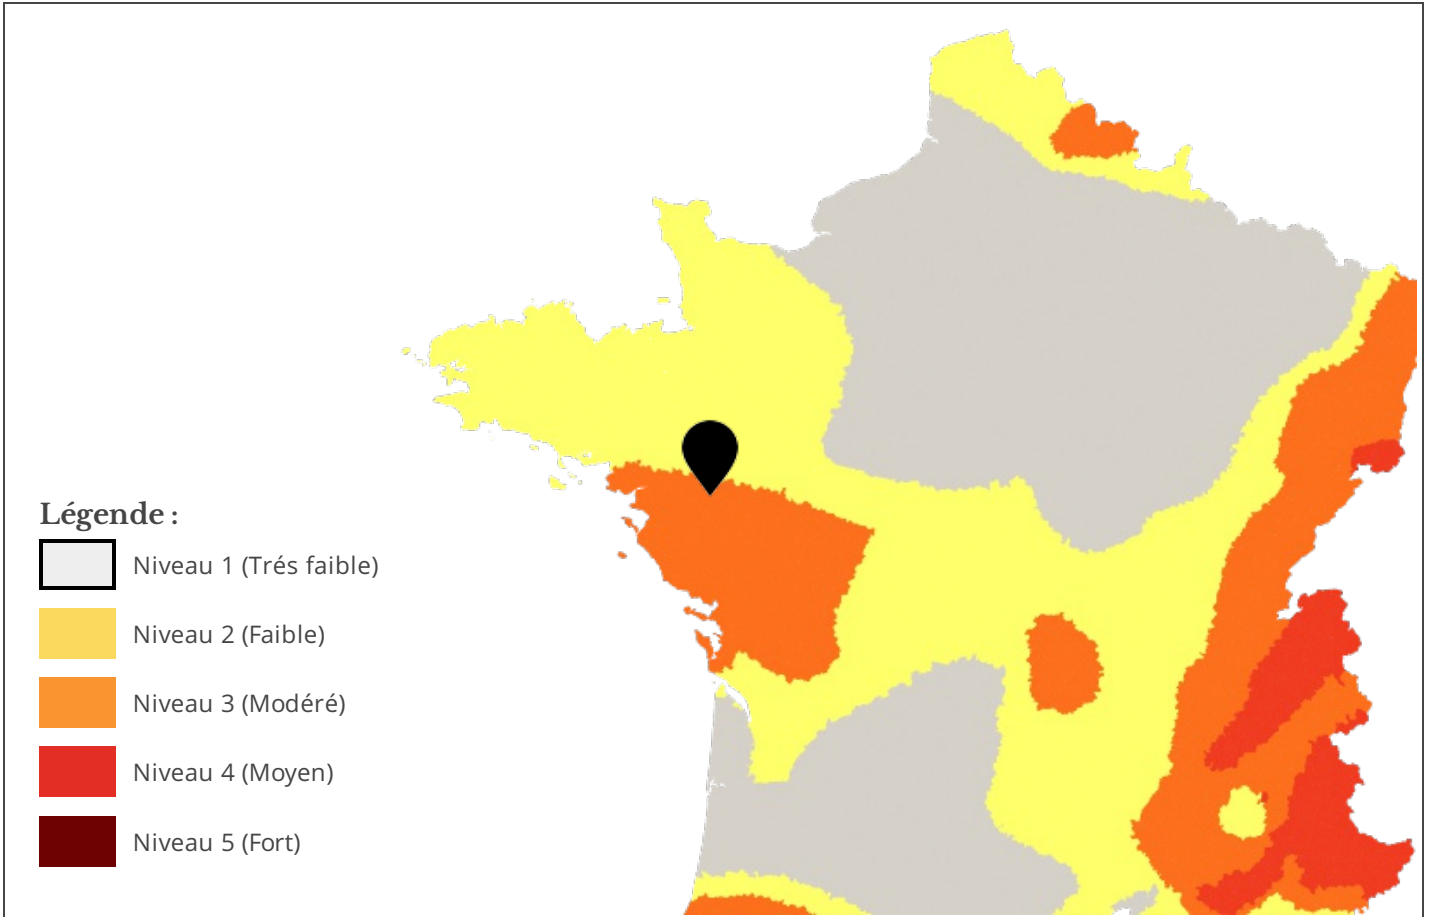 Légende :
Niveau 1 (Trés faible)
Niveau 2 (Faible)
Niveau 3 (Modéré)
Niveau 4 (Moyen)
Niveau 5 (Fort)